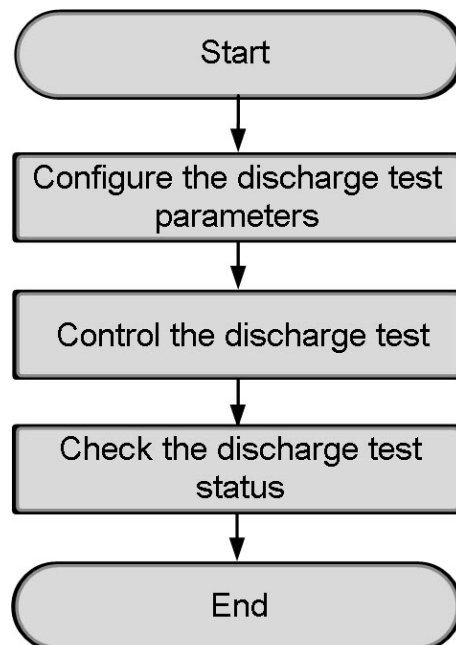 Start
Configure the discharge test
parameters
Control the discharge test
Check the discharge test
status
End